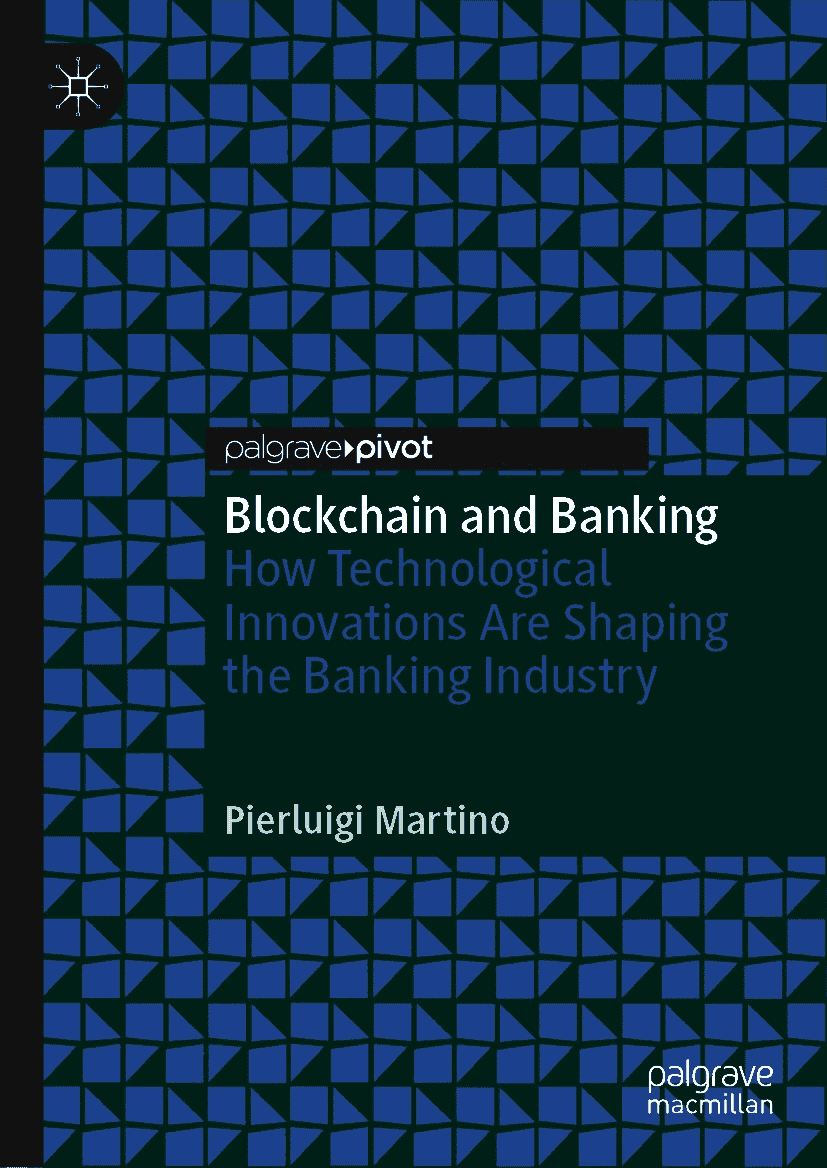 palgrave▸pivot
Blockchain and Banking
How Technological
Innovations Are Shaping
the Banking Industry
Pierluigi Martino
palgrave
macmillan